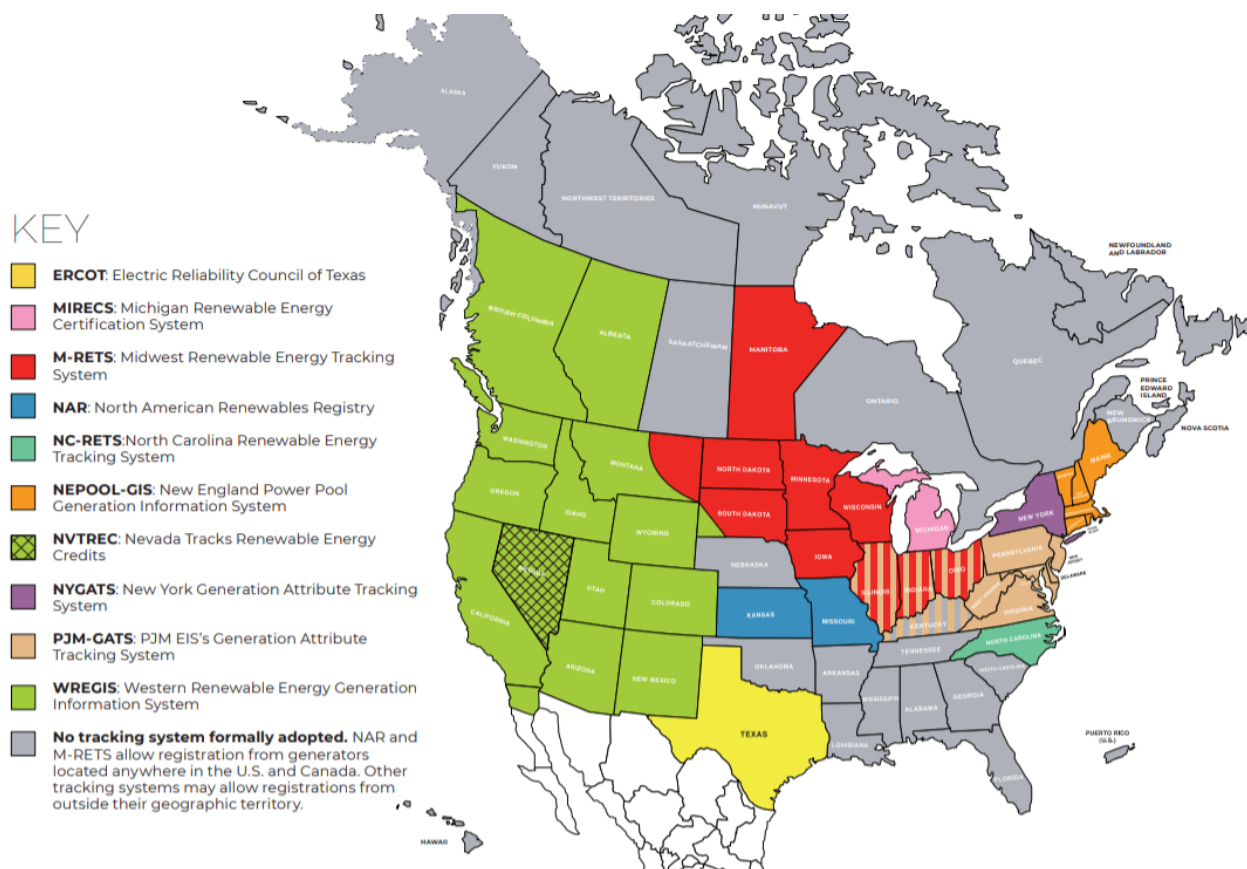 KEY
ERCOT: Electric Reliability Council of Texas
MIRECS: Michigan Renewable Energy
Certification System
M-RETS: Midwest Renewable Energy Tracking
System
NAR: North American Renewables Registry
NC-RETS:North Carolina Renewable Energy
Tracking System
NEPOOL-GIS: New England Power Pool
Generation Information System
NVTREC: Nevada Tracks Renewable Energy
Credits
NYGATS: New York Generation Attribute Tracking
System
PJM-GATS: PJM EIS's Generation Attribute
Tracking System
WREGIS: Western Renewable Energy Generation
Information System
No tracking system formally adopted. NAR and
M-RETS allow registration from generators
located anywhere in the U.S. and Canada. Other
tracking systems may allow registrations from
outside their geographic territory.
ALASKA
YUKON
NORTHWEST TERRITORIES
NUNAVUT
NEWFOUNDLAND
AND LABRADOR
BRITISH COLUMBIA
ALBERTA
SASKATCHEWAN
MANITOBA
ONTARIO
QUEBEC
PRINCE
EDWARD
ISLAND
NEW
BRUNSWICK
NOVA SCOTIA
WASHINGTON
MONTANA
NORTH DAKOTA
MINNESOTA
MAINE
OREGON
IDAHO
WYOMING
SOUTH DAKOTA
WISCONSIN
MICHIGAN
NEW YORK
IOWA
NEBRASKA
PENNSYLVANIA
NEW
JERSEY
DELAWARE
NEVADA
UTAH
COLORADO
CALIFORNIA
KANSAS
MISSOURI
ILLINOIS
INDIANA
OHIO
WEST VIRGINIA
VIRGINIA
KENTUCKY
NORTH CAROLINA
TENNESSEE
SOUTH CAROLINA
ARIZONA
NEW MEXICO
OKLAHOMA
ARKANSAS
MISSISSIPPI
ALABAMA
GEORGIA
TEXAS
LOUISIANA
FLORIDA
PUERTO RICO
(U.S.)
HAWAII